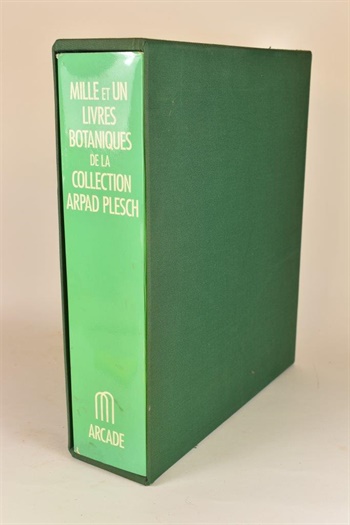 MILLE ET UN
LIVRES
BOTANIQUES
DE LA
COLLECTION
ARPAD PLESCH
ARCADE